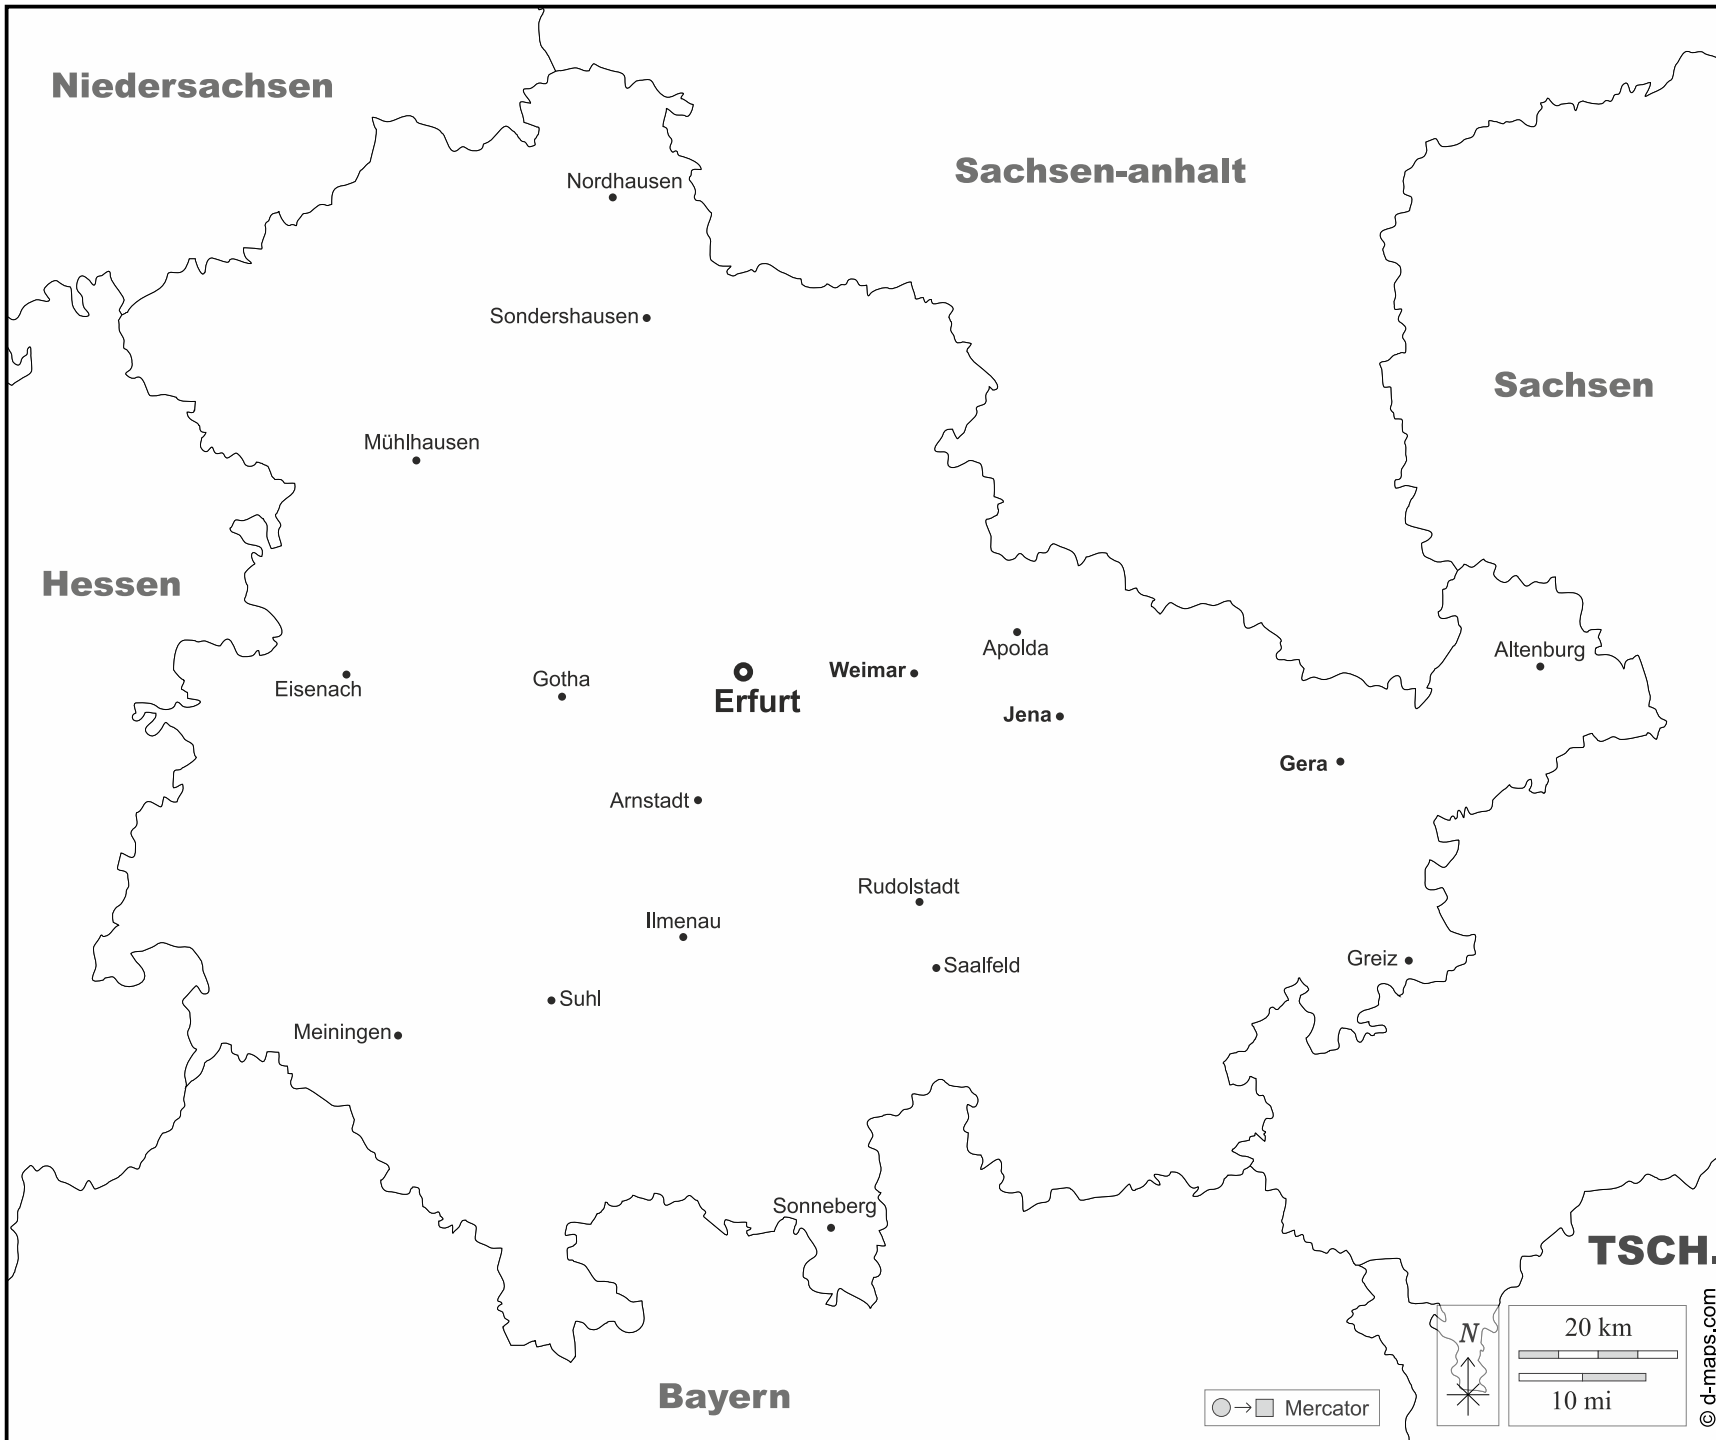 Niedersachsen
Sachsen-anhalt
Nordhausen
Sondershausen
Sachsen
Mühlhausen
Hessen
Apolda
Altenburg
Weimar
Eisenach
Gotha
Erfurt
Jena
Gera
Arnstadt
Rudolstadt
Ilmenau
Greiz
Saalfeld
Suhl
Meiningen
Sonneberg
TSCH.
Bayern
N
20 km
10 mi
Mercator
© d-maps.com